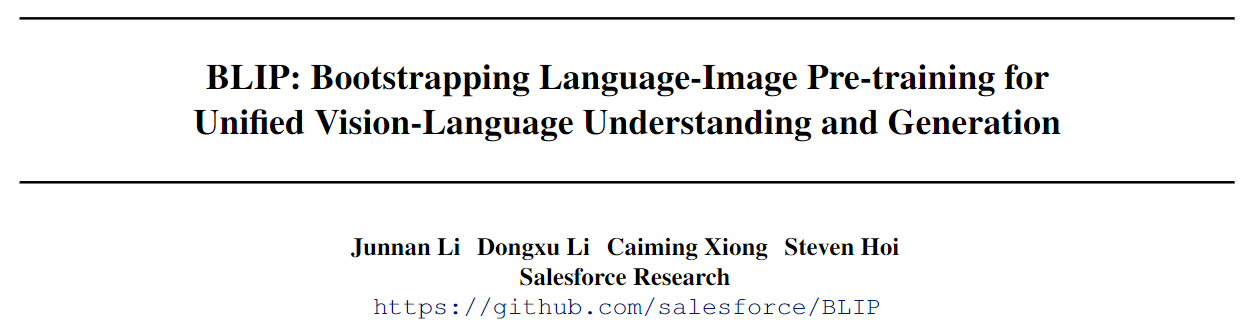 BLIP: Bootstrapping Language-Image Pre-training for
Unified Vision-Language Understanding and Generation
Junnan Li Dongxu Li Caiming Xiong Steven Hoi
Salesforce Research
https://github.com/salesforce/BLIP